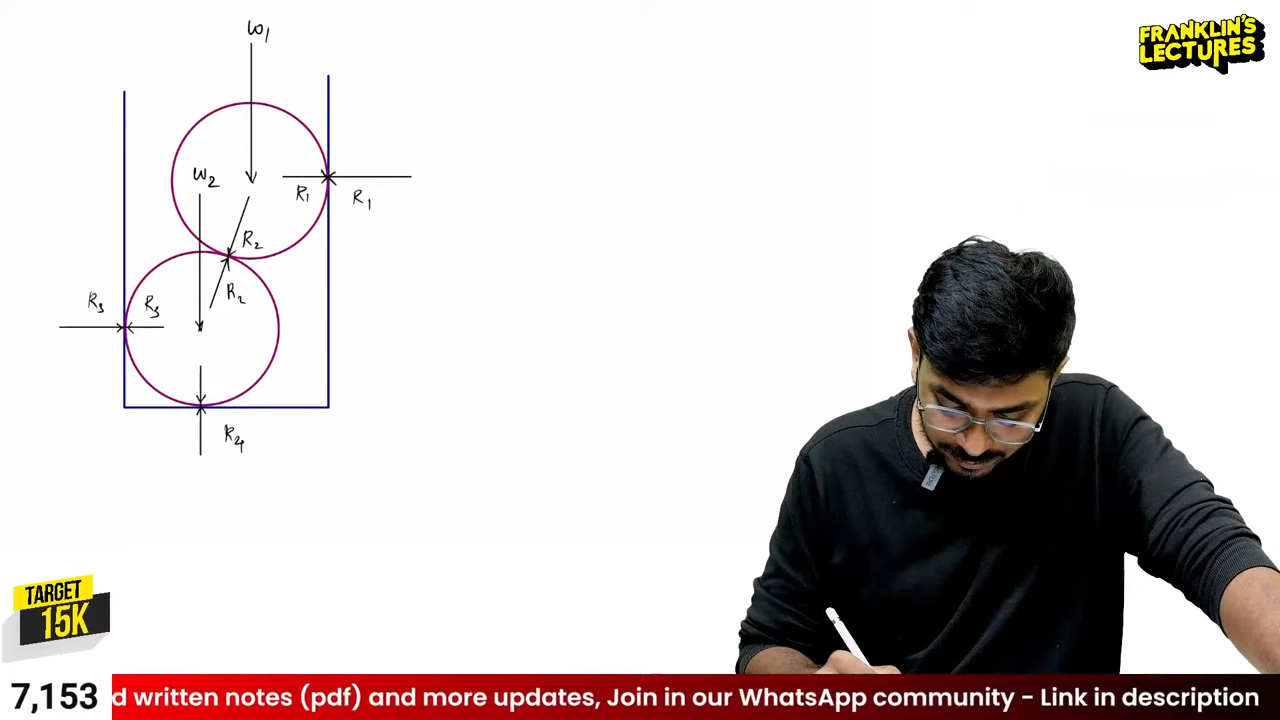 W1
W2
R1
R1
R2
R2
R3
R3
R4
FRANKLIN'S
LECTURES
TARGET
15K
7,153
d written notes (pdf) and more updates, Join in our WhatsApp community - Link in description